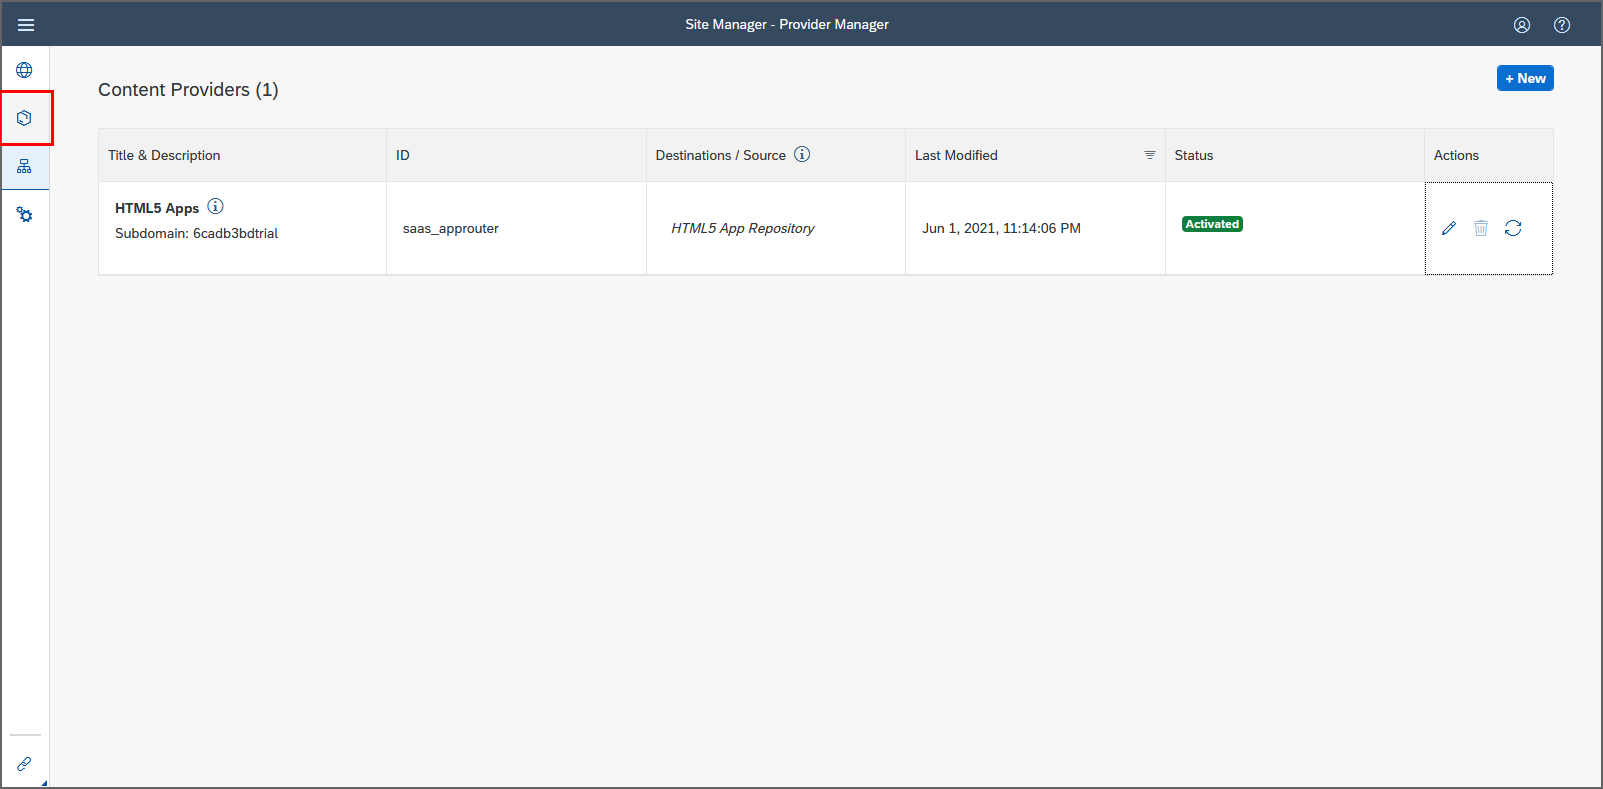 Site Manager - Provider Manager
Content Providers (1)
+ New
Title & Description
ID
Destinations / Source
Last Modified
Status
Actions
HTML5 Apps
Subdomain: 6cadb3bdtrial
saas_approuter
HTML5 App Repository
Jun 1, 2021, 11:14:06 PM
Activated